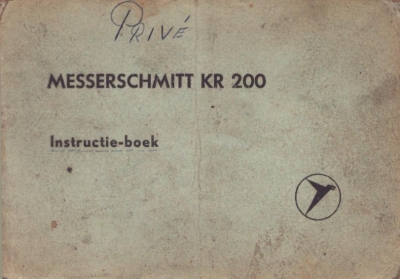 PRIVÉ
MESSERSCHMITT KR 200
Instructie-boek